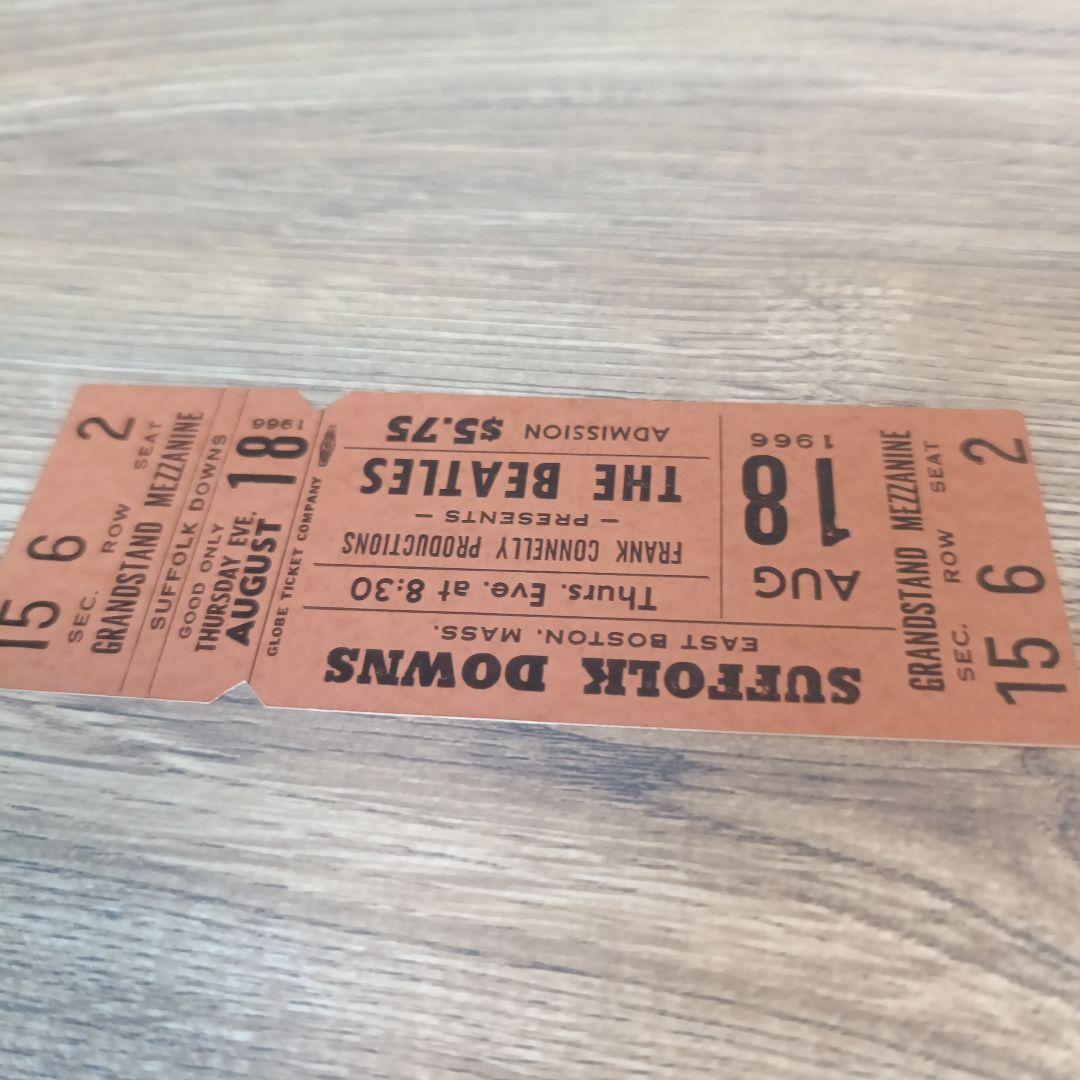 SUFFOLK DOWNS
EAST BOSTON, MASS.
Thurs. Eve. at 8:30
FRANK CONNELLY PRODUCTIONS
— PRESENTS —
THE BEATLES
ADMISSION $5.75
AUG
18
1966
GRANDSTAND MEZZANINE
SEC. ROW SEAT
15 6 2
GLOBE TICKET COMPANY
AUGUST 18
1966
THURSDAY EVE.
GOOD ONLY
SUFFOLK DOWNS
GRANDSTAND MEZZANINE
SEC. ROW SEAT
15 6 2